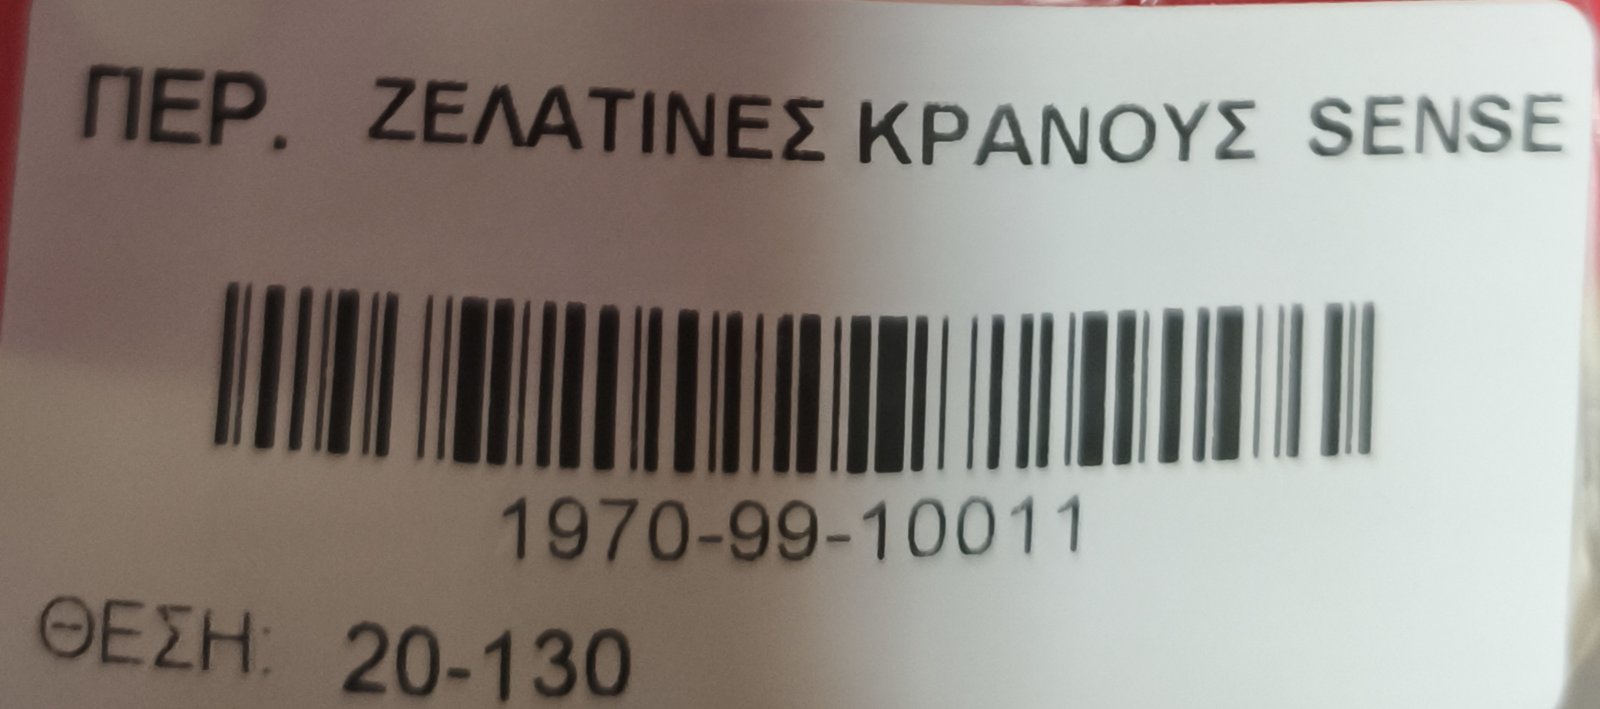 ΠΕΡ. ΖΕΛΑΤΙΝΕΣ ΚΡΑΝΟΥΣ SENSE
1970-99-10011
ΘΕΣΗ: 20-130